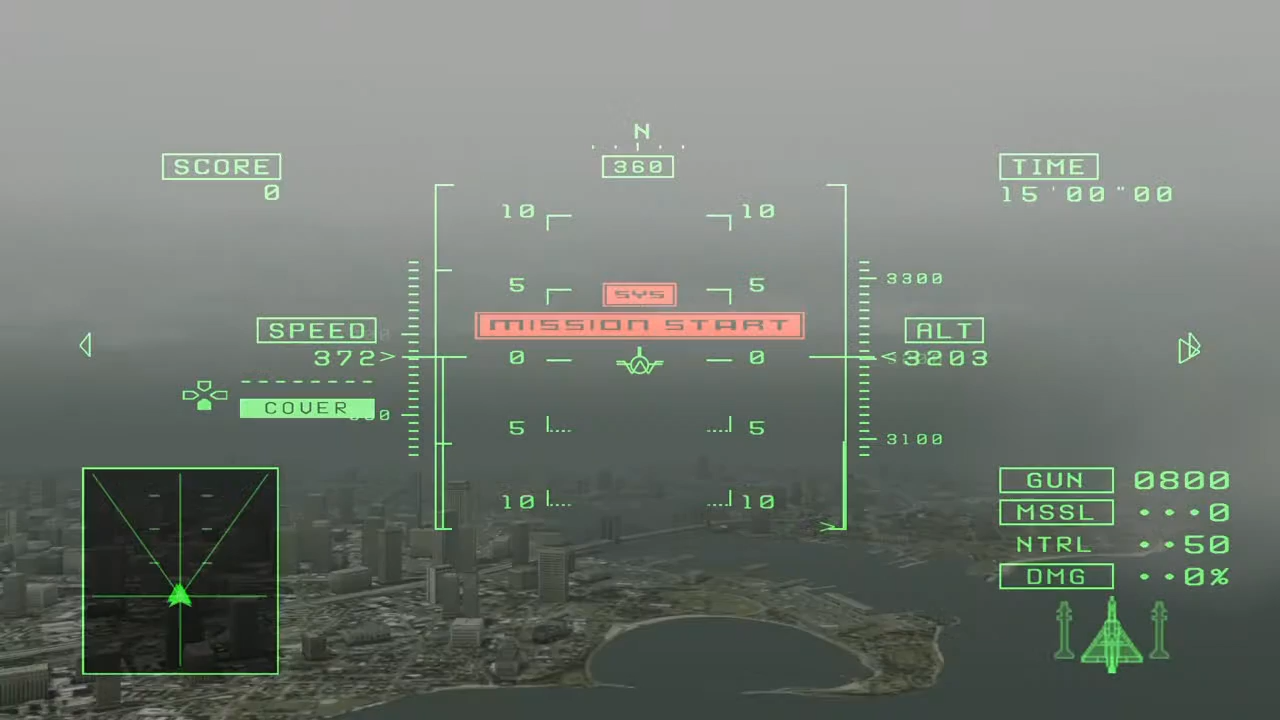 N
SCORE
360
TIME
0
15'00"00
10 10
5 5
SYS
3300
MISSION START
SPEED
ALT
372>
0 0
<3203
COVER
5 5
3100
10 10
GUN 0800
MSSL 0
NTRL 50
DMG 0%